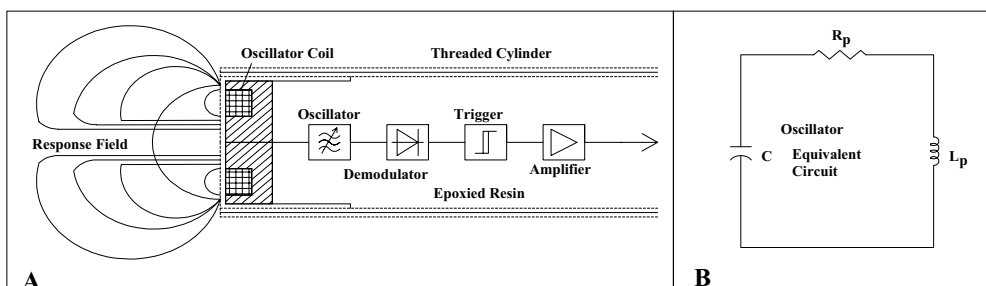 Oscillator Coil
Threaded Cylinder
Oscillator
Trigger
Response Field
Demodulator
Amplifier
Epoxied Resin
A
Rp
C
Oscillator
Equivalent
Circuit
Lp
B